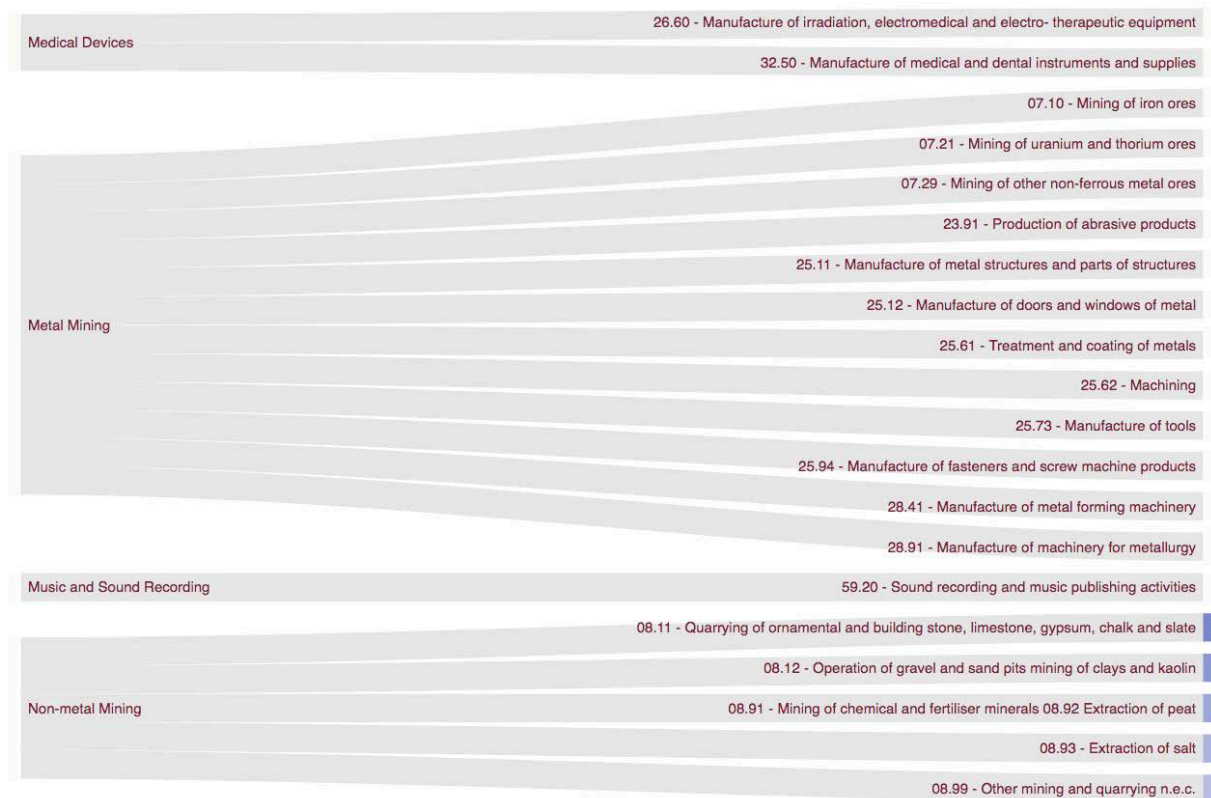 Medical Devices
26.60 - Manufacture of irradiation, electromedical and electro- therapeutic equipment
32.50 - Manufacture of medical and dental instruments and supplies
Metal Mining
07.10 - Mining of iron ores
07.21 - Mining of uranium and thorium ores
07.29 - Mining of other non-ferrous metal ores
23.91 - Production of abrasive products
25.11 - Manufacture of metal structures and parts of structures
25.12 - Manufacture of doors and windows of metal
25.61 - Treatment and coating of metals
25.62 - Machining
25.73 - Manufacture of tools
25.94 - Manufacture of fasteners and screw machine products
28.41 - Manufacture of metal forming machinery
28.91 - Manufacture of machinery for metallurgy
Music and Sound Recording
59.20 - Sound recording and music publishing activities
Non-metal Mining
08.11 - Quarrying of ornamental and building stone, limestone, gypsum, chalk and slate
08.12 - Operation of gravel and sand pits mining of clays and kaolin
08.91 - Mining of chemical and fertiliser minerals 08.92 Extraction of peat
08.93 - Extraction of salt
08.99 - Other mining and quarrying n.e.c.